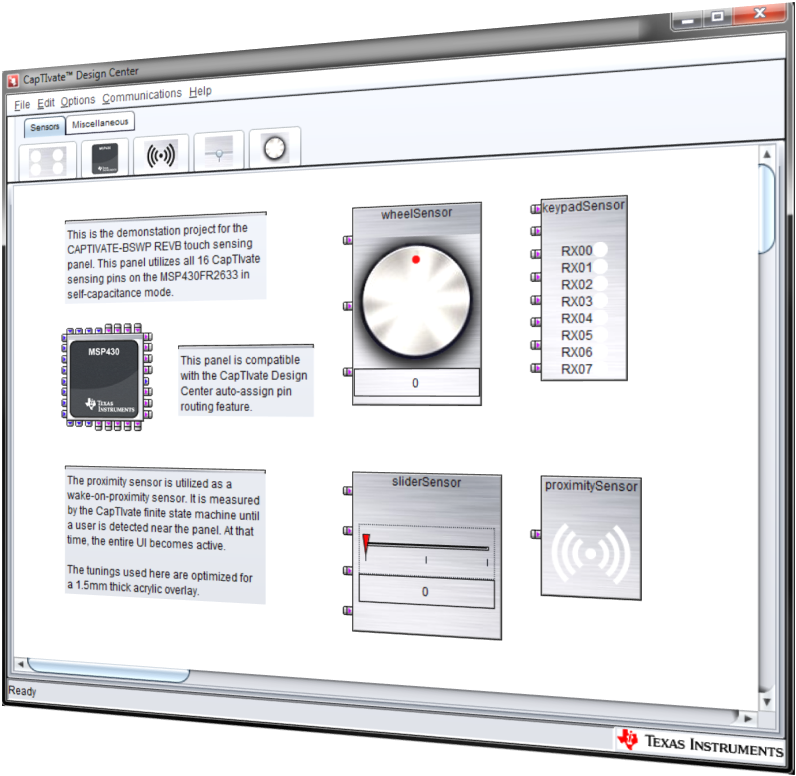 CapTIvate™ Design Center
File Edit Options Communications Help
Sensors Miscellaneous
MSP430
This is the demonstation project for the
CAPTIVATE-BSWP REVB touch sensing
panel. This panel utilizes all 16 CapTIvate
sensing pins on the MSP430FR2633 in
self-capacitance mode.
wheelSensor
0
keypadSensor
RX00
RX01
RX02
RX03
RX04
RX05
RX06
RX07
MSP430
TEXAS
INSTRUMENTS
This panel is compatible
with the CapTIvate Design
Center auto-assign pin
routing feature.
The proximity sensor is utilized as a
wake-on-proximity sensor. It is measured
by the CapTIvate finite state machine until
a user is detected near the panel. At that
time, the entire UI becomes active.
The tunings used here are optimized for
a 1.5mm thick acrylic overlay.
sliderSensor
0
proximitySensor
Ready
TEXAS INSTRUMENTS